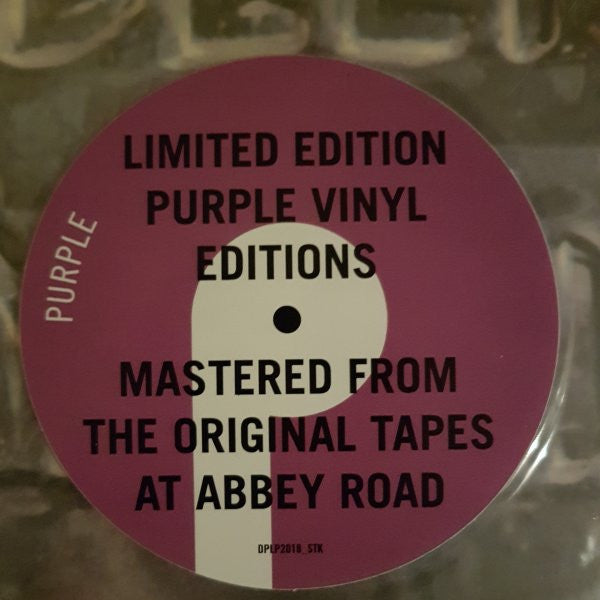 LIMITED EDITION
PURPLE VINYL
EDITIONS
PURPLE
MASTERED FROM
THE ORIGINAL TAPES
AT ABBEY ROAD
DPLP2018_STK